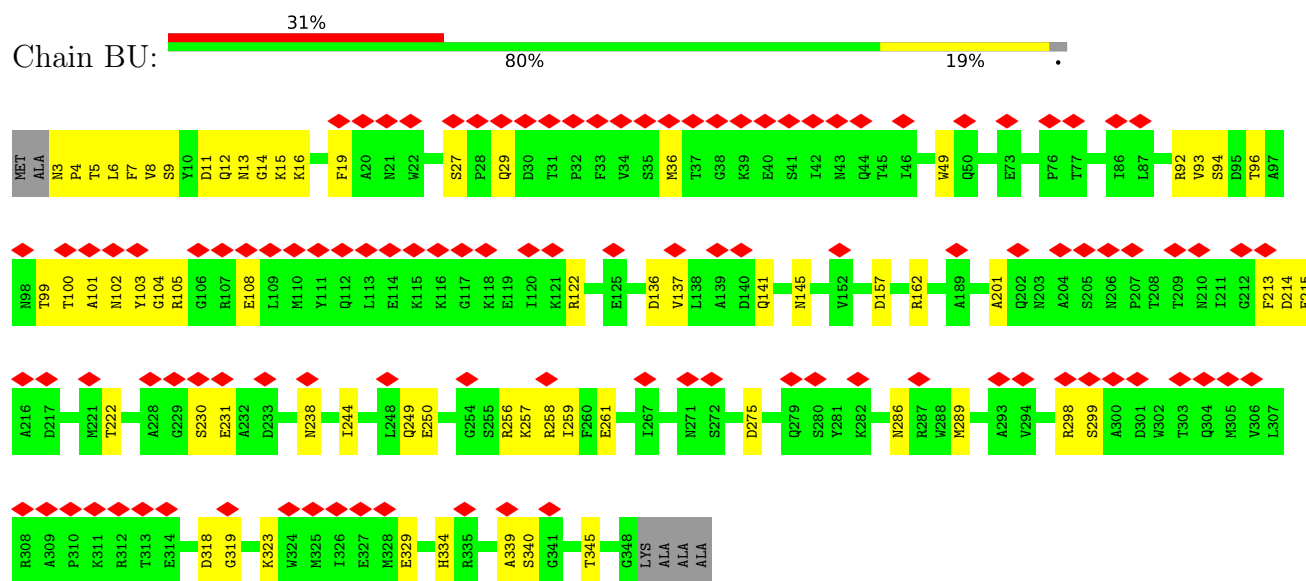 31%
Chain BU:
80% 19% •
MET ALA N3 P4 T5 L6 F7 V8 S9 Y10 D11 Q12 N13 G14 K15 K16 F19 A20 N21 W22 S27 P28 Q29 D30 T31 P32 F33 V34 S35 M36 T37 G38 K39 E40 S41 I42 N43 Q44 T45 I46 W49 Q50 E73 P76 T77 I86 L87 R92 V93 S94 D95 T96 A97
N98 T99 T100 A101 N102 Y103 G104 R105 G106 R107 E108 L109 M110 Y111 Q112 L113 E114 K115 K116 G117 K118 E119 I120 K121 R122 E125 D136 V137 L138 A139 D140 Q141 N145 V152 D157 R162 A189 A201 Q202 N203 A204 S205 N206 P207 T208 T209 N210 I211 G212 F213 D214 E215
A216 D217 M221 T222 A228 G229 S230 E231 A232 D233 N238 I244 L248 Q249 E250 G254 S255 R256 K257 R258 I259 F260 E261 I267 N271 S272 D275 Q279 S280 Y281 K282 N286 R287 W288 M289 A293 V294 R298 S299 A300 D301 W302 T303 Q304 M305 V306 L307
R308 A309 P310 K311 R312 T313 E314 D318 G319 K323 W324 M325 I326 E327 M328 E329 H334 R335 A339 S340 G341 T345 G348 LYS ALA ALA ALA